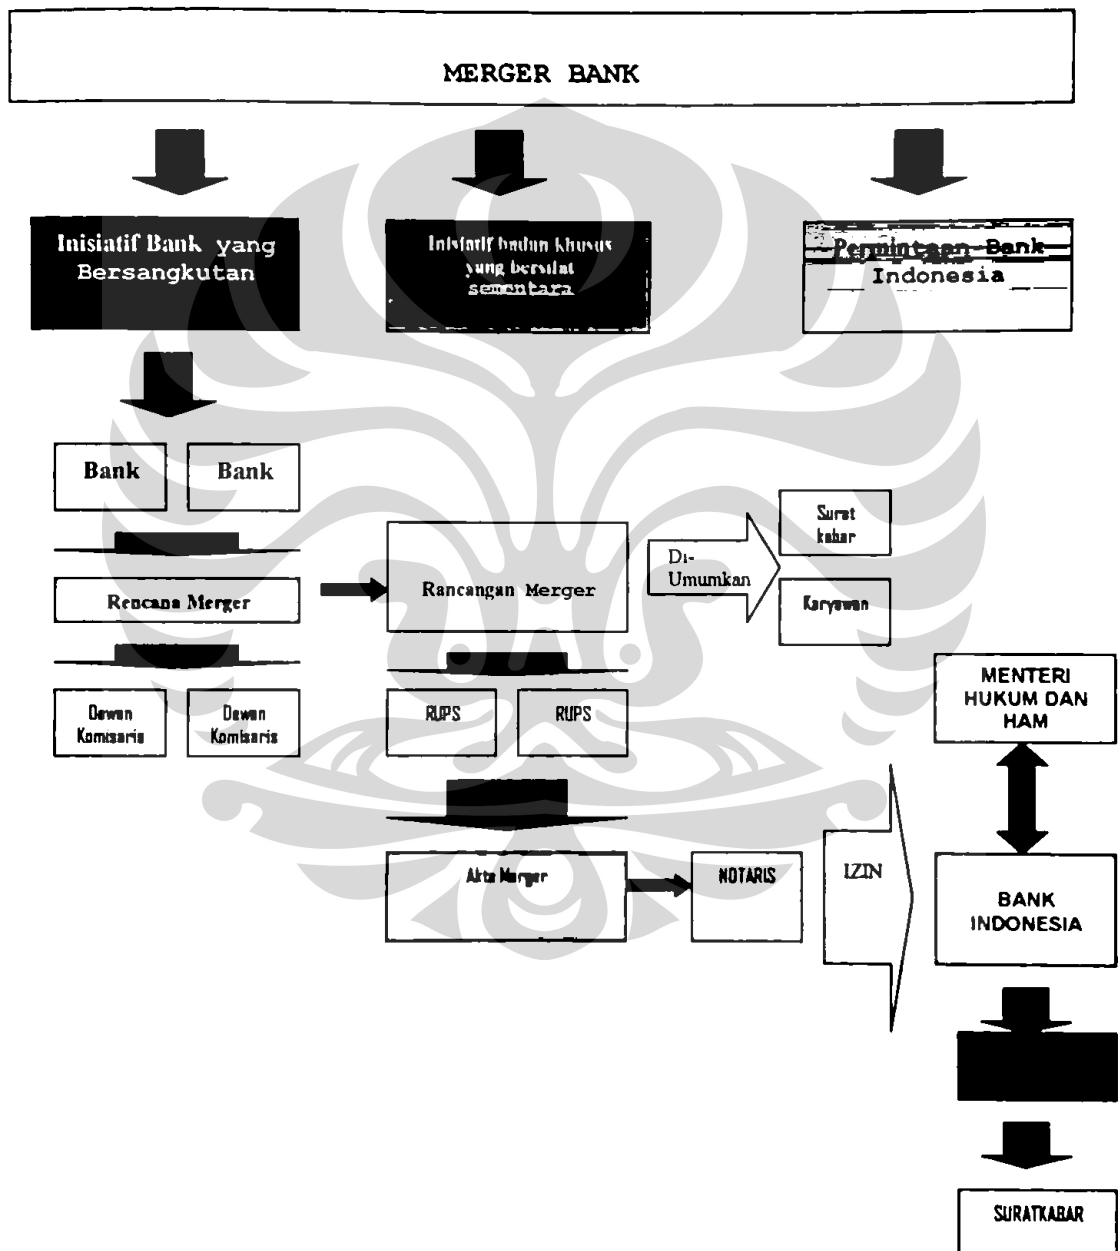 MERGER BANK
Inisiatif Bank yang
Bersangkutan
Inisiatif badan khusus
yang bersifat
sementara
Permintaan Bank
Indonesia
Bank
Bank
Rencana Merger
Dewan
Komisaris
Dewan
Komisaris
Rancangan Merger
Di-
Umumkan
Surat
kabar
Karyawan
RUPS
RUPS
Akta Merger
NOTARIS
IZIN
MENTERI
HUKUM DAN
HAM
BANK
INDONESIA
SURATKABAR